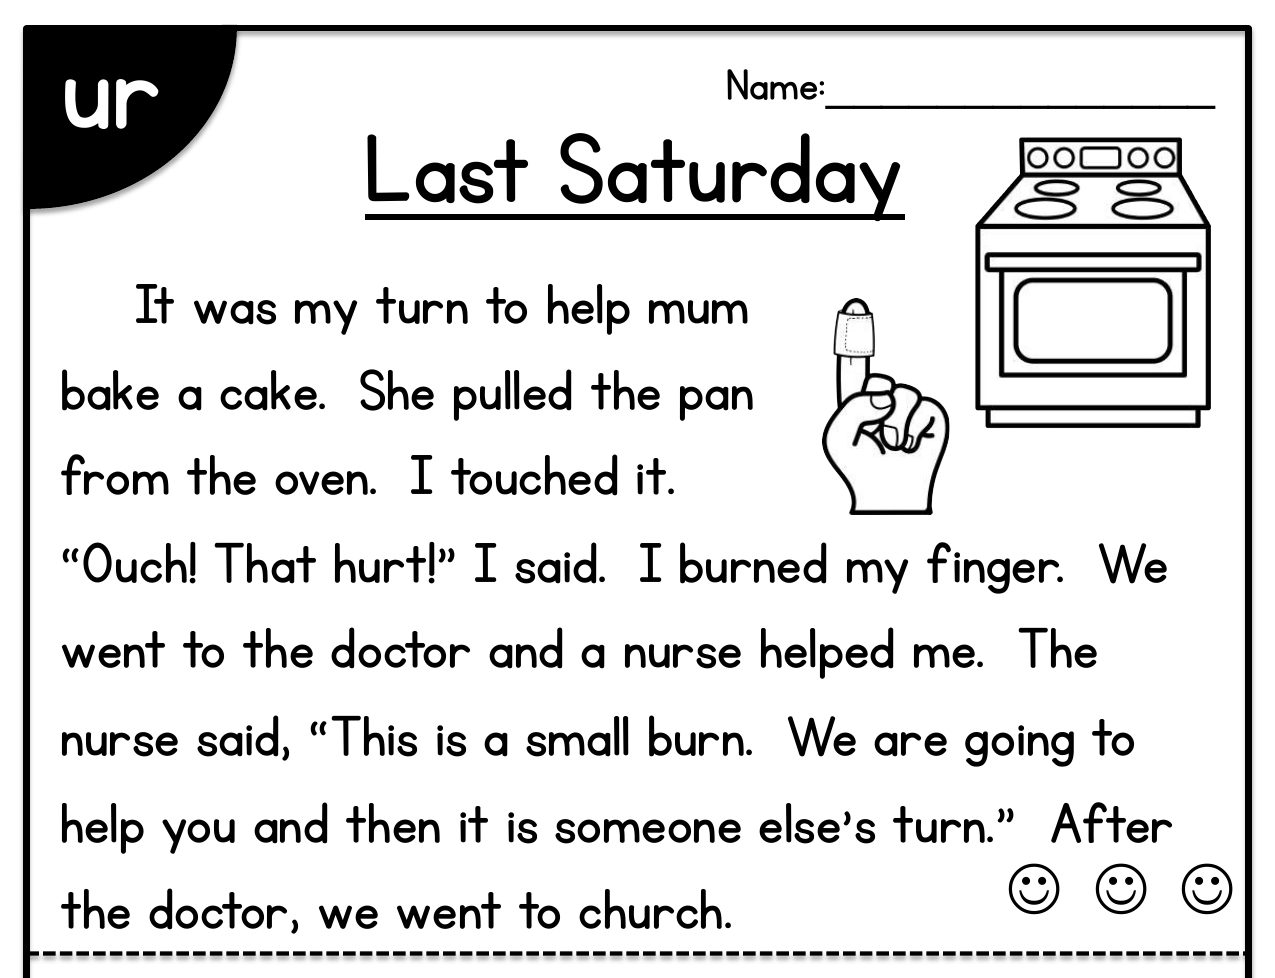 ur
Name:
Last Saturday
It was my turn to help mum
bake a cake. She pulled the pan
from the oven. I touched it.
“Ouch! That hurt!” I said. I burned my finger. We
went to the doctor and a nurse helped me. The
nurse said, “This is a small burn. We are going to
help you and then it is someone else’s turn.” After
the doctor, we went to church.